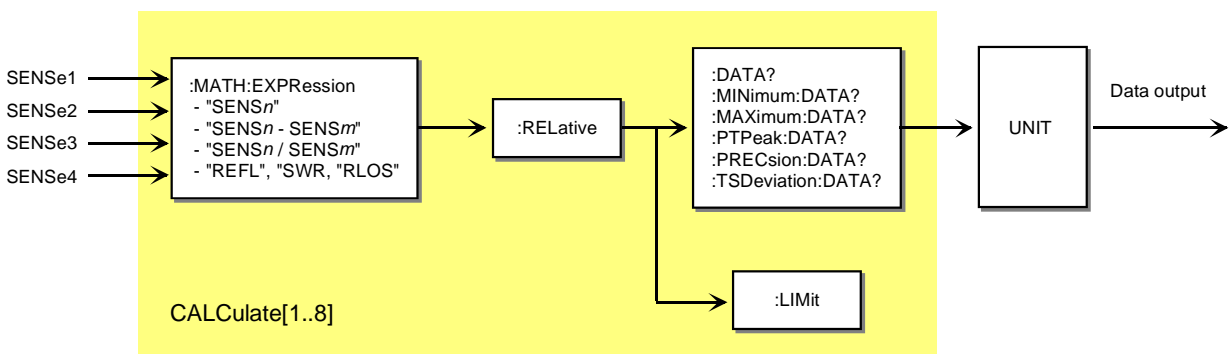 SENSe1
SENSe2
SENSe3
SENSe4
:MATH:EXPRession
- "SENSn"
- "SENSn - SENSm"
- "SENSn / SENSm"
- "REFL", "SWR, "RLOS"
:RELative
:DATA?
:MINimum:DATA?
:MAXimum:DATA?
:PTPeak:DATA?
:PRECsion:DATA?
:TSDeviation:DATA?
UNIT
Data output
:LIMit
CALCulate[1..8]